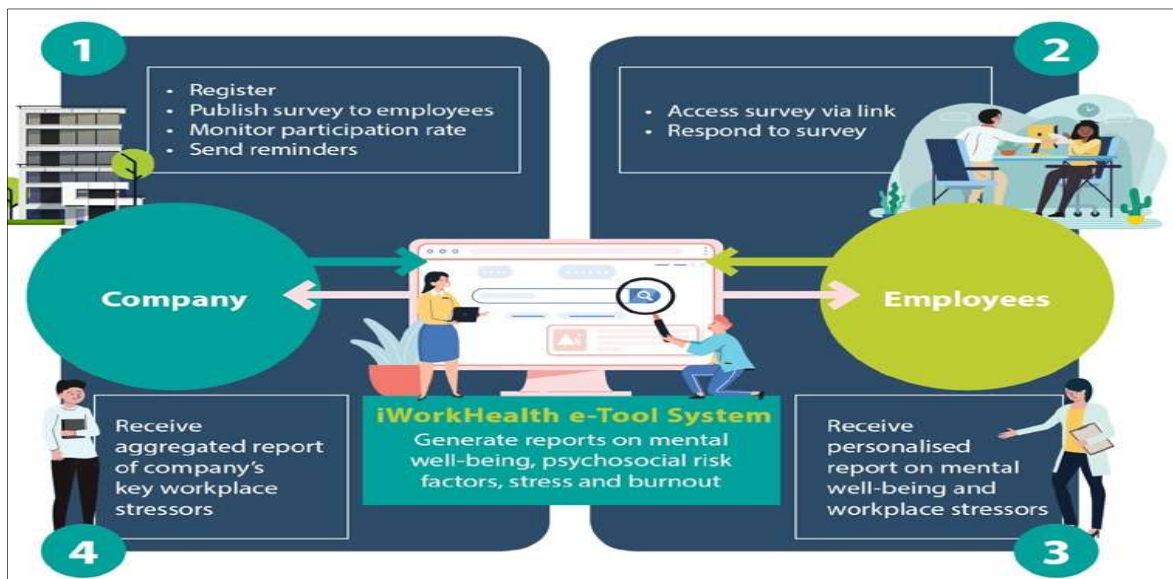 1
• Register
• Publish survey to employees
• Monitor participation rate
• Send reminders
2
• Access survey via link
• Respond to survey
Company
Employees
iWorkHealth e-Tool System
Generate reports on mental
well-being, psychosocial risk
factors, stress and burnout
Receive
personalised
report on mental
well-being and
workplace stressors
3
Receive
aggregated report
of company's
key workplace
stressors
4